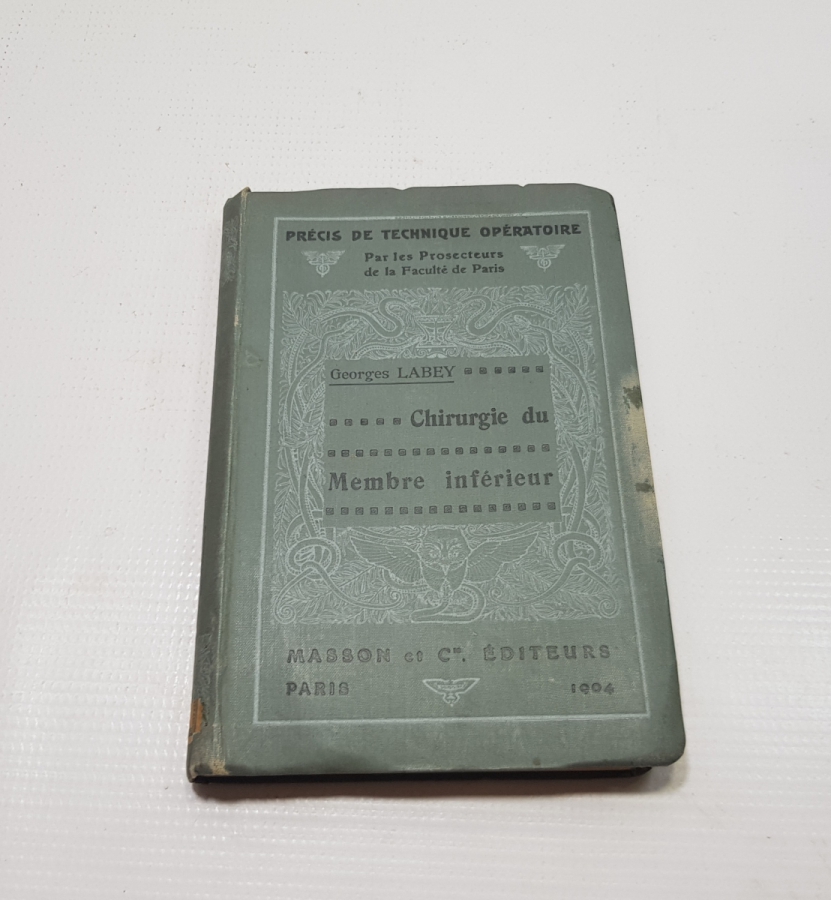 PRÉCIS DE TECHNIQUE OPÉRATOIRE
Par les Prosecteurs
de la Faculté de Paris
Georges LABEY
Chirurgie du
Membre inférieur
MASSON et Cie, ÉDITEURS
PARIS 1904